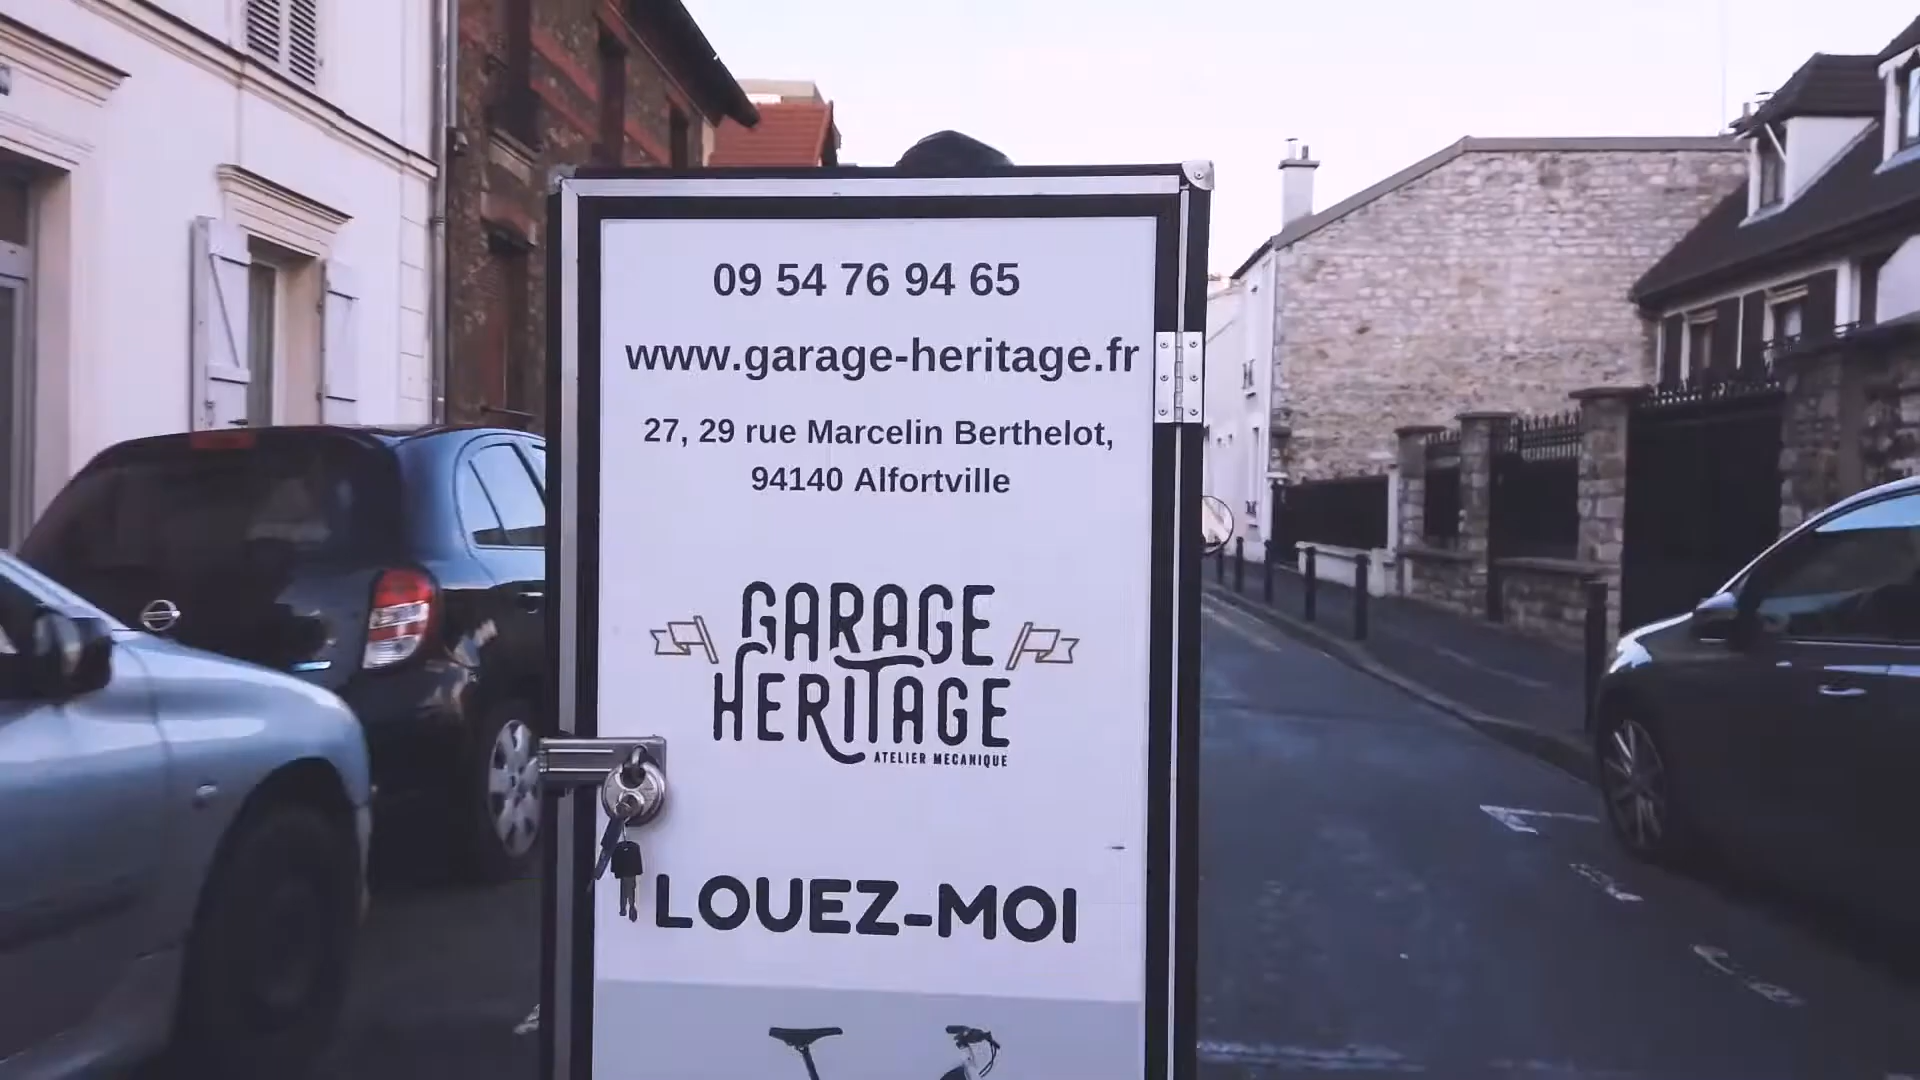 09 54 76 94 65
www.garage-heritage.fr
27, 29 rue Marcelin Berthelot,
94140 Alfortville
GARAGE
HERITAGE
ATELIER MECANIQUE
LOUEZ-MOI